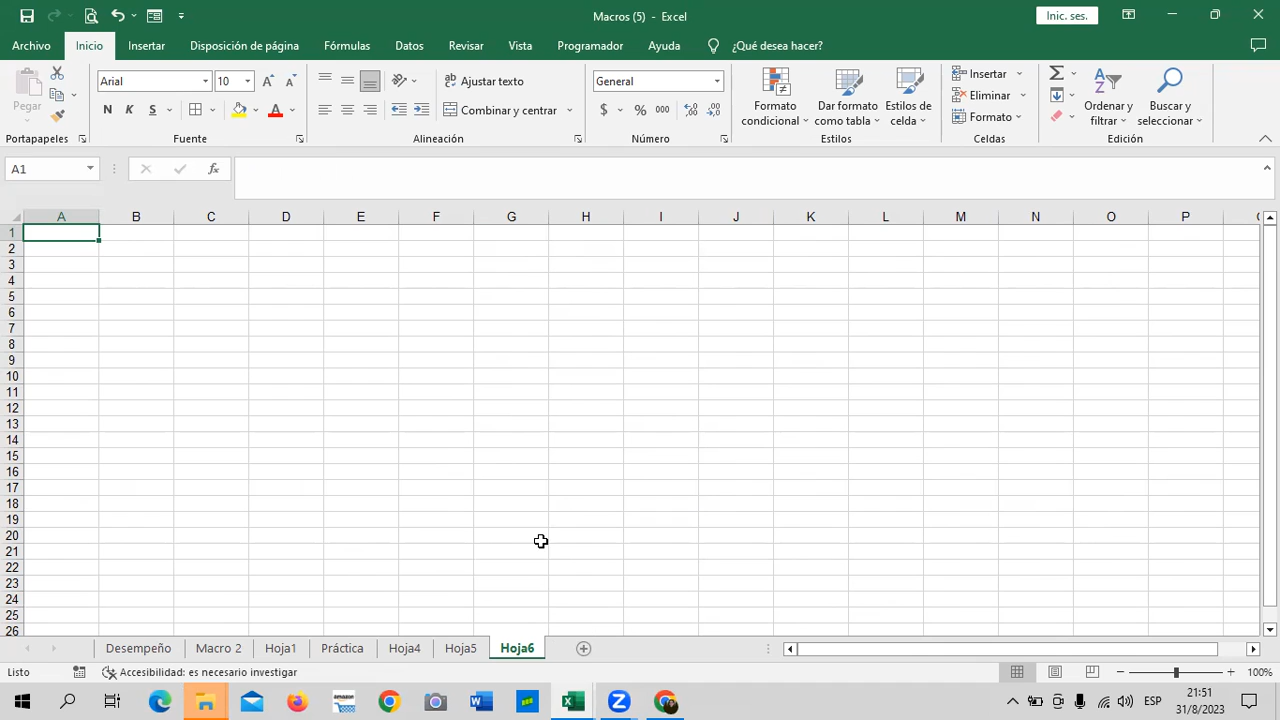 Macros (5) - Excel
Inic. ses.
Archivo Inicio Insertar Disposición de página Fórmulas Datos Revisar Vista Programador Ayuda ¿Qué desea hacer?
Pegar
Arial 10
N K S
Ajustar texto
Combinar y centrar
General
$ % 000
Formato condicional
Dar formato como tabla
Estilos de celda
Insertar
Eliminar
Formato
Ordenar y filtrar
Buscar y seleccionar
Portapapeles Fuente Alineación Número Estilos Celdas Edición
A1 fx
A B C D E F G H I J K L M N O P
1
2
3
4
5
6
7
8
9
10
11
12
13
14
15
16
17
18
19
20
21
22
23
24
25
26
Desempeño Macro 2 Hoja1 Práctica Hoja4 Hoja5 Hoja6
Listo Accesibilidad: es necesario investigar 100%
ESP
21:51
31/8/2023